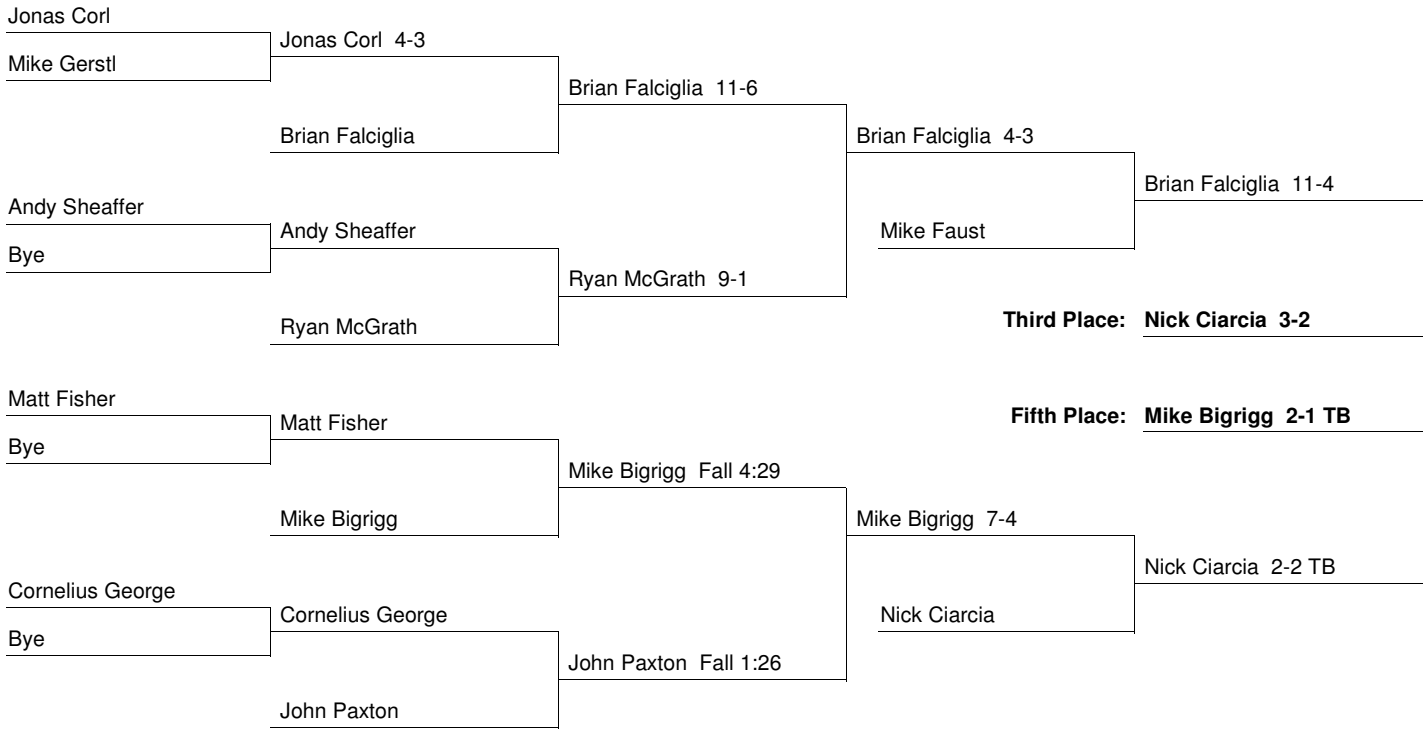 Jonas Corl
Jonas Corl 4-3
Mike Gerstl
Brian Falciglia 11-6
Brian Falciglia
Brian Falciglia 4-3
Brian Falciglia 11-4
Andy Sheaffer
Andy Sheaffer
Mike Faust
Bye
Ryan McGrath 9-1
Ryan McGrath
Third Place: Nick Ciarcia 3-2
Matt Fisher
Matt Fisher
Fifth Place: Mike Bigrigg 2-1 TB
Bye
Mike Bigrigg Fall 4:29
Mike Bigrigg
Mike Bigrigg 7-4
Nick Ciarcia 2-2 TB
Cornelius George
Cornelius George
Nick Ciarcia
Bye
John Paxton Fall 1:26
John Paxton